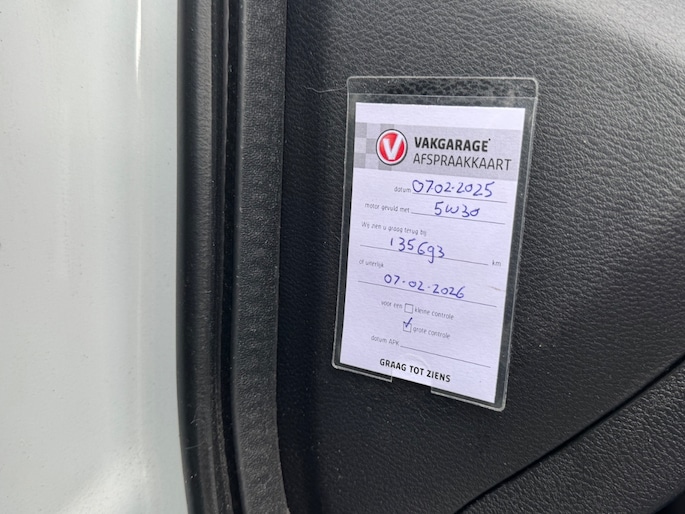 V VAKGARAGE
AFSPRAAKKAART
datum 07.02.2025
motor gevuld met 5W30
Wij zien u graag terug bij
135693 km
of uiterlijk
07-02-2026
voor een kleine controle
grote controle
datum APK
GRAAG TOT ZIENS